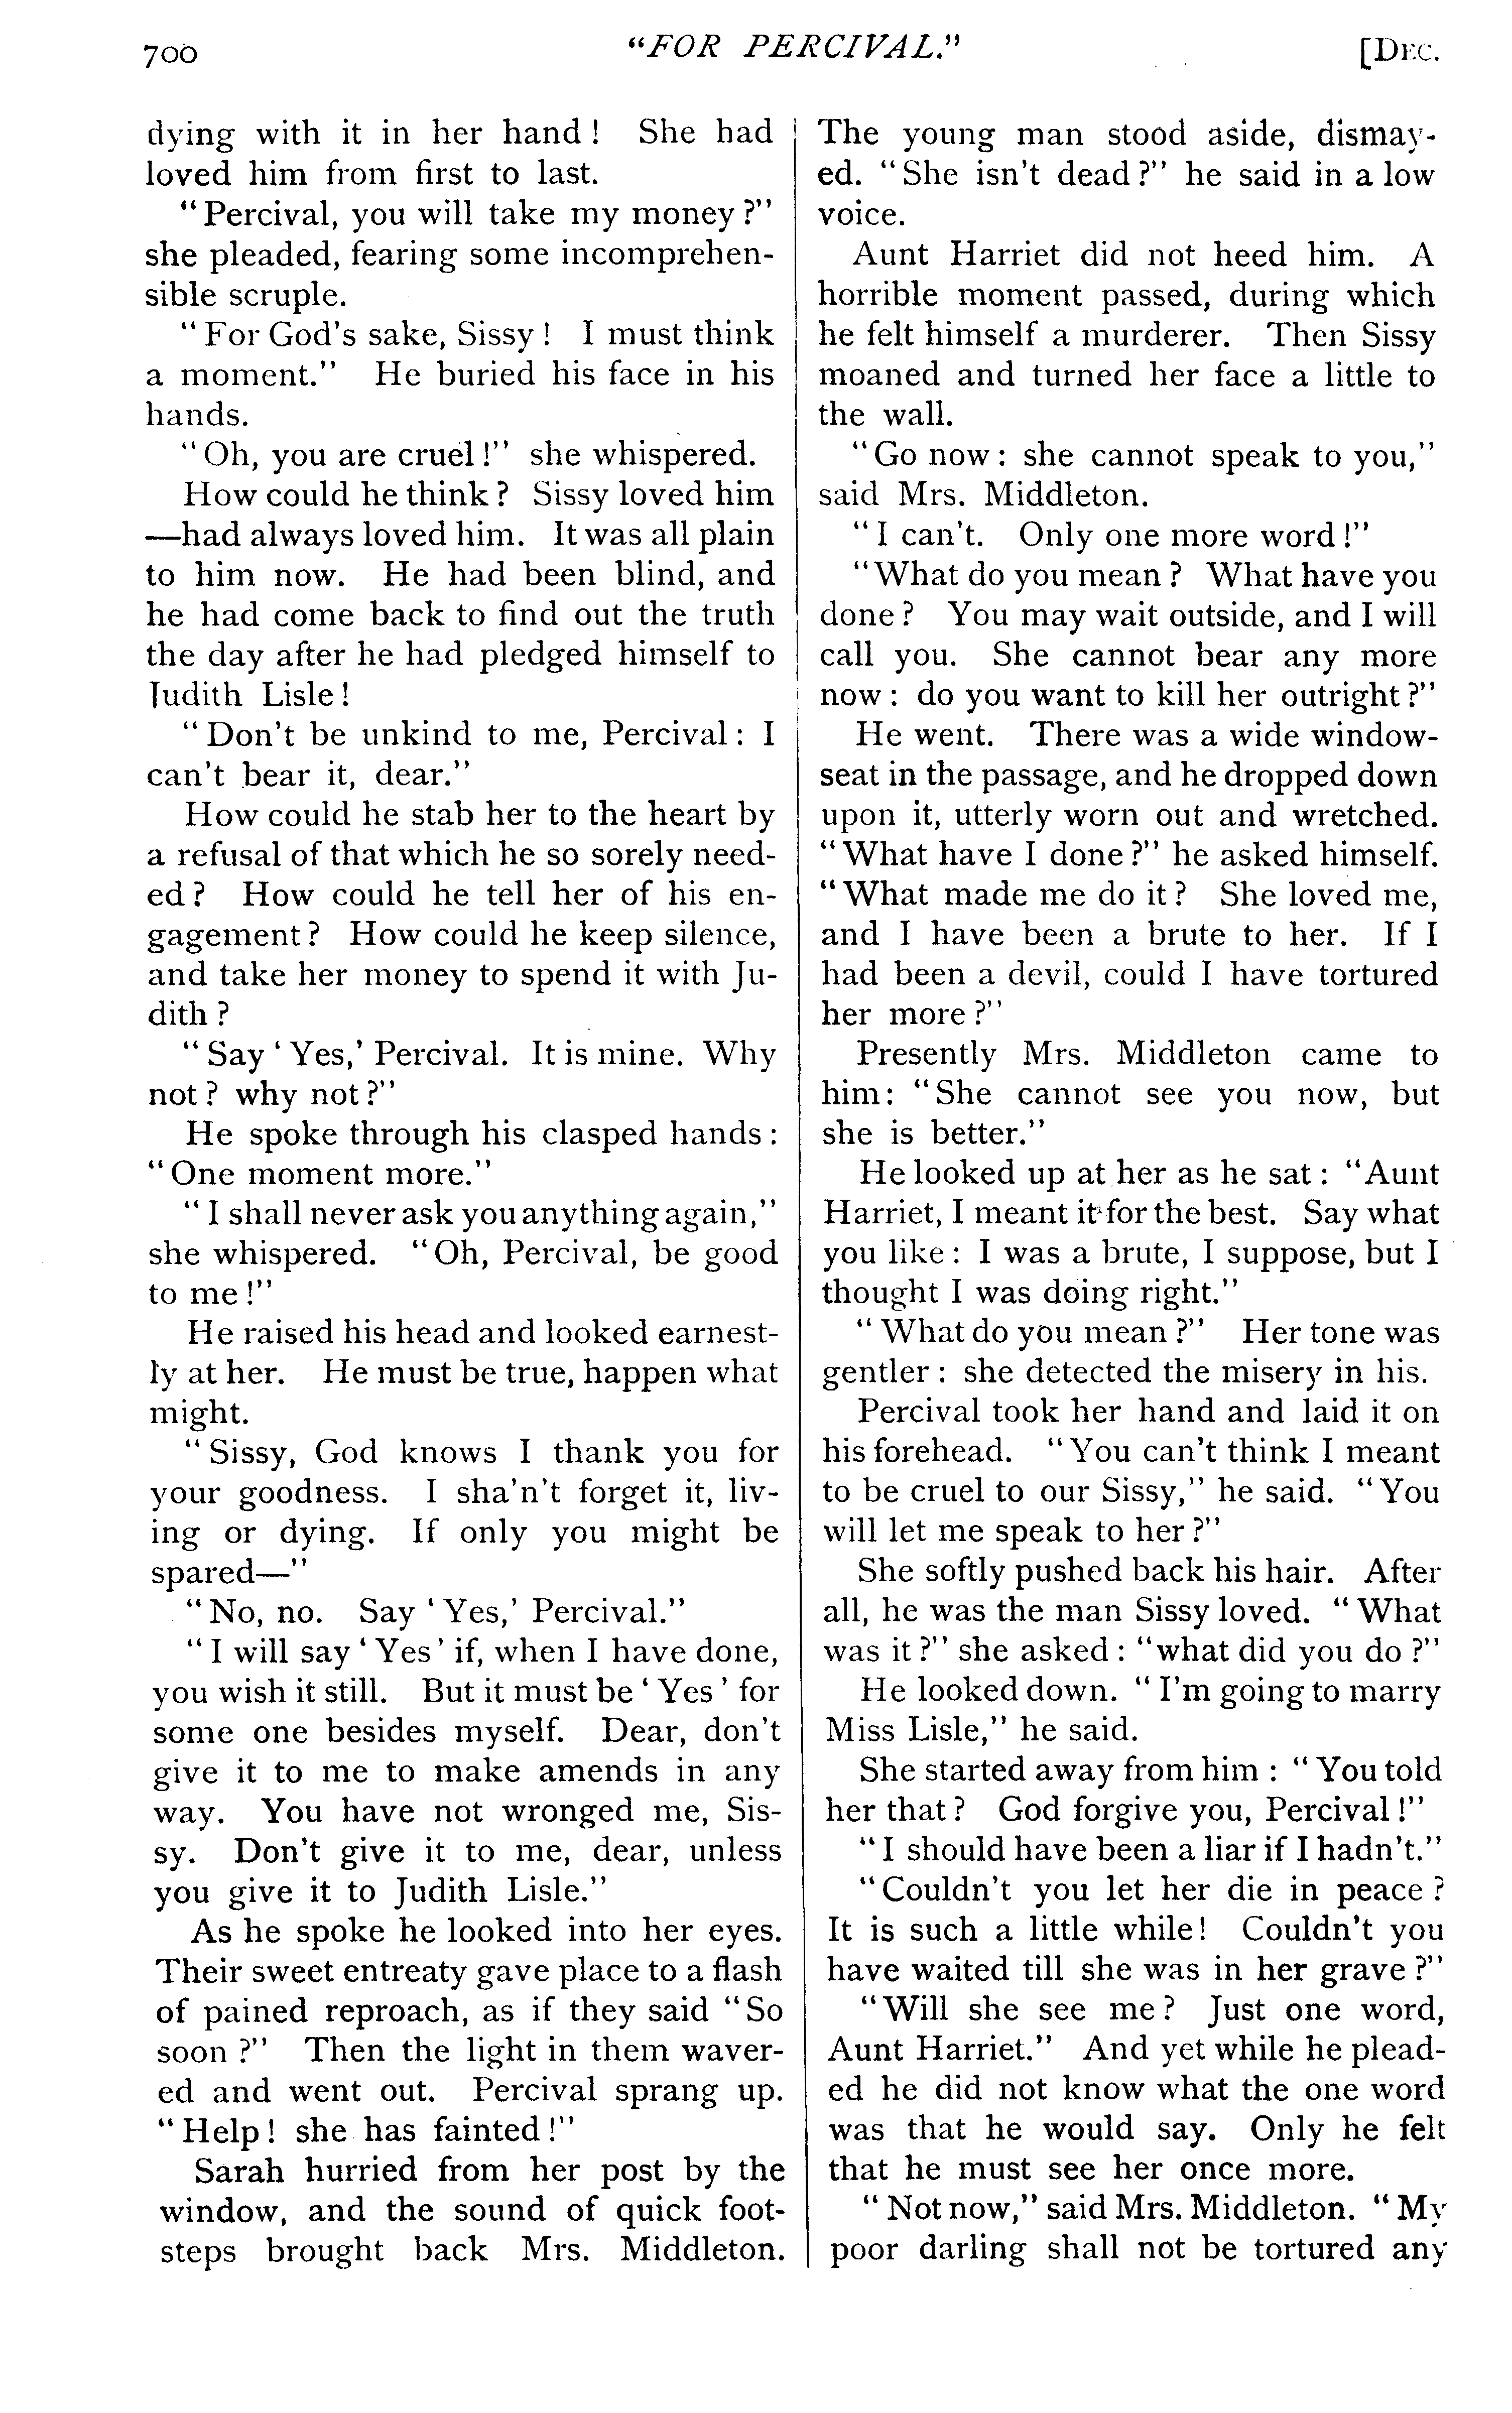 700
"FOR PERCIVAL."
[DEC.
dying with it in her hand! She had
loved him from first to last.
"Percival, you will take my money?"
she pleaded, fearing some incomprehen-
sible scruple.
"For God's sake, Sissy! I must think
a moment." He buried his face in his
hands.
"Oh, you are cruel!" she whispered.
How could he think? Sissy loved him
—had always loved him. It was all plain
to him now. He had been blind, and
he had come back to find out the truth
the day after he had pledged himself to
Judith Lisle!
"Don't be unkind to me, Percival: I
can't bear it, dear."
How could he stab her to the heart by
a refusal of that which he so sorely need-
ed? How could he tell her of his en-
gagement? How could he keep silence,
and take her money to spend it with Ju-
dith?
"Say 'Yes,' Percival. It is mine. Why
not? why not?"
He spoke through his clasped hands:
"One moment more."
"I shall never ask you anything again,"
she whispered. "Oh, Percival, be good
to me!"
He raised his head and looked earnest-
ly at her. He must be true, happen what
might.
"Sissy, God knows I thank you for
your goodness. I sha'n't forget it, liv-
ing or dying. If only you might be
spared—"
"No, no. Say 'Yes,' Percival."
"I will say 'Yes' if, when I have done,
you wish it still. But it must be 'Yes' for
some one besides myself. Dear, don't
give it to me to make amends in any
way. You have not wronged me, Sis-
sy. Don't give it to me, dear, unless
you give it to Judith Lisle."
As he spoke he looked into her eyes.
Their sweet entreaty gave place to a flash
of pained reproach, as if they said "So
soon?" Then the light in them waver-
ed and went out. Percival sprang up.
"Help! she has fainted!"
Sarah hurried from her post by the
window, and the sound of quick foot-
steps brought back Mrs. Middleton.
The young man stood aside, dismay-
ed. "She isn't dead?" he said in a low
voice.
Aunt Harriet did not heed him. A
horrible moment passed, during which
he felt himself a murderer. Then Sissy
moaned and turned her face a little to
the wall.
"Go now: she cannot speak to you,"
said Mrs. Middleton.
"I can't. Only one more word!"
"What do you mean? What have you
done? You may wait outside, and I will
call you. She cannot bear any more
now: do you want to kill her outright?"
He went. There was a wide window-
seat in the passage, and he dropped down
upon it, utterly worn out and wretched.
"What have I done?" he asked himself.
"What made me do it? She loved me,
and I have been a brute to her. If I
had been a devil, could I have tortured
her more?"
Presently Mrs. Middleton came to
him: "She cannot see you now, but
she is better."
He looked up at her as he sat: "Aunt
Harriet, I meant it for the best. Say what
you like: I was a brute, I suppose, but I
thought I was doing right."
"What do you mean?" Her tone was
gentler: she detected the misery in his.
Percival took her hand and laid it on
his forehead. "You can't think I meant
to be cruel to our Sissy," he said. "You
will let me speak to her?"
She softly pushed back his hair. After
all, he was the man Sissy loved. "What
was it?" she asked: "what did you do?"
He looked down. "I'm going to marry
Miss Lisle," he said.
She started away from him: "You told
her that? God forgive you, Percival!"
"I should have been a liar if I hadn't."
"Couldn't you let her die in peace?
It is such a little while! Couldn't you
have waited till she was in her grave?"
"Will she see me? Just one word,
Aunt Harriet." And yet while he plead-
ed he did not know what the one word
was that he would say. Only he felt
that he must see her once more.
"Not now," said Mrs. Middleton. "My
poor darling shall not be tortured any